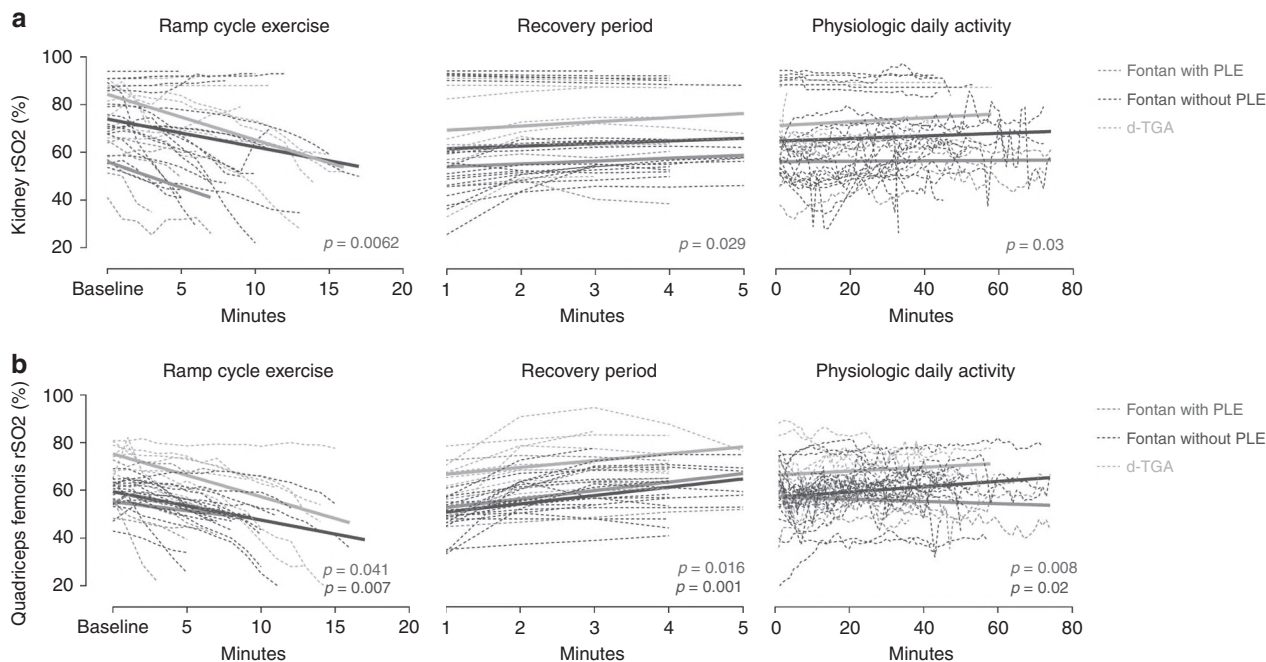 a
Ramp cycle exercise
Recovery period
Physiologic daily activity
Kidney rSO2 (%)
100
80
60
40
20
p = 0.0062
p = 0.029
p = 0.03
Fontan with PLE
Fontan without PLE
d-TGA
Baseline 5 10 15 20
1 2 3 4 5
0 20 40 60 80
Minutes
Minutes
Minutes
b
Ramp cycle exercise
Recovery period
Physiologic daily activity
Quadriceps femoris rSO2 (%)
100
80
60
40
20
p = 0.041
p = 0.007
p = 0.016
p = 0.001
p = 0.008
p = 0.02
Fontan with PLE
Fontan without PLE
d-TGA
Baseline 5 10 15 20
1 2 3 4 5
0 20 40 60 80
Minutes
Minutes
Minutes